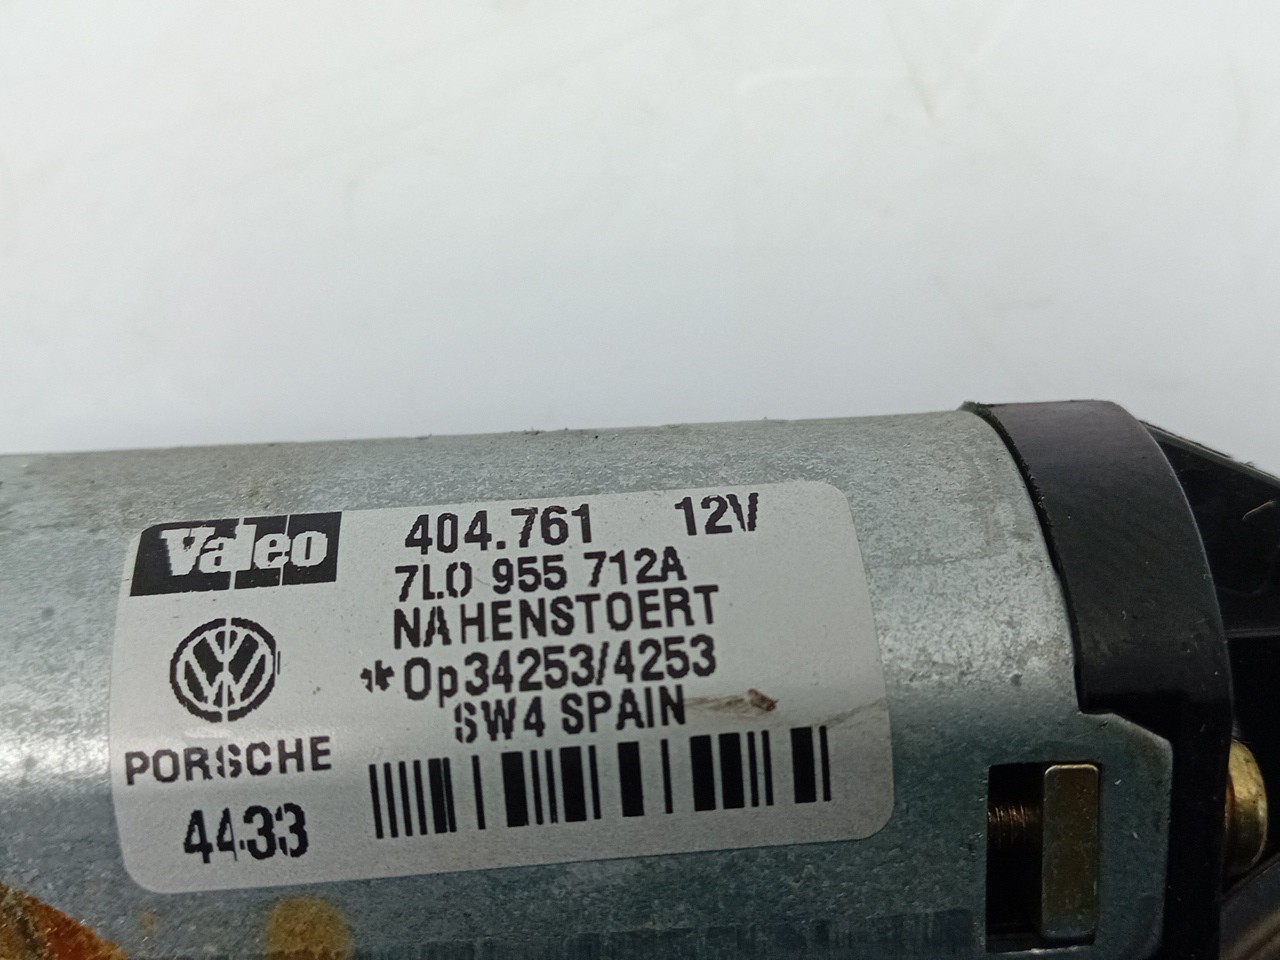 Valeo 404.761 12V
7L0 955 712A
NAHENSTOERT
*Op34253/4253
SW4 SPAIN
PORSCHE
4433